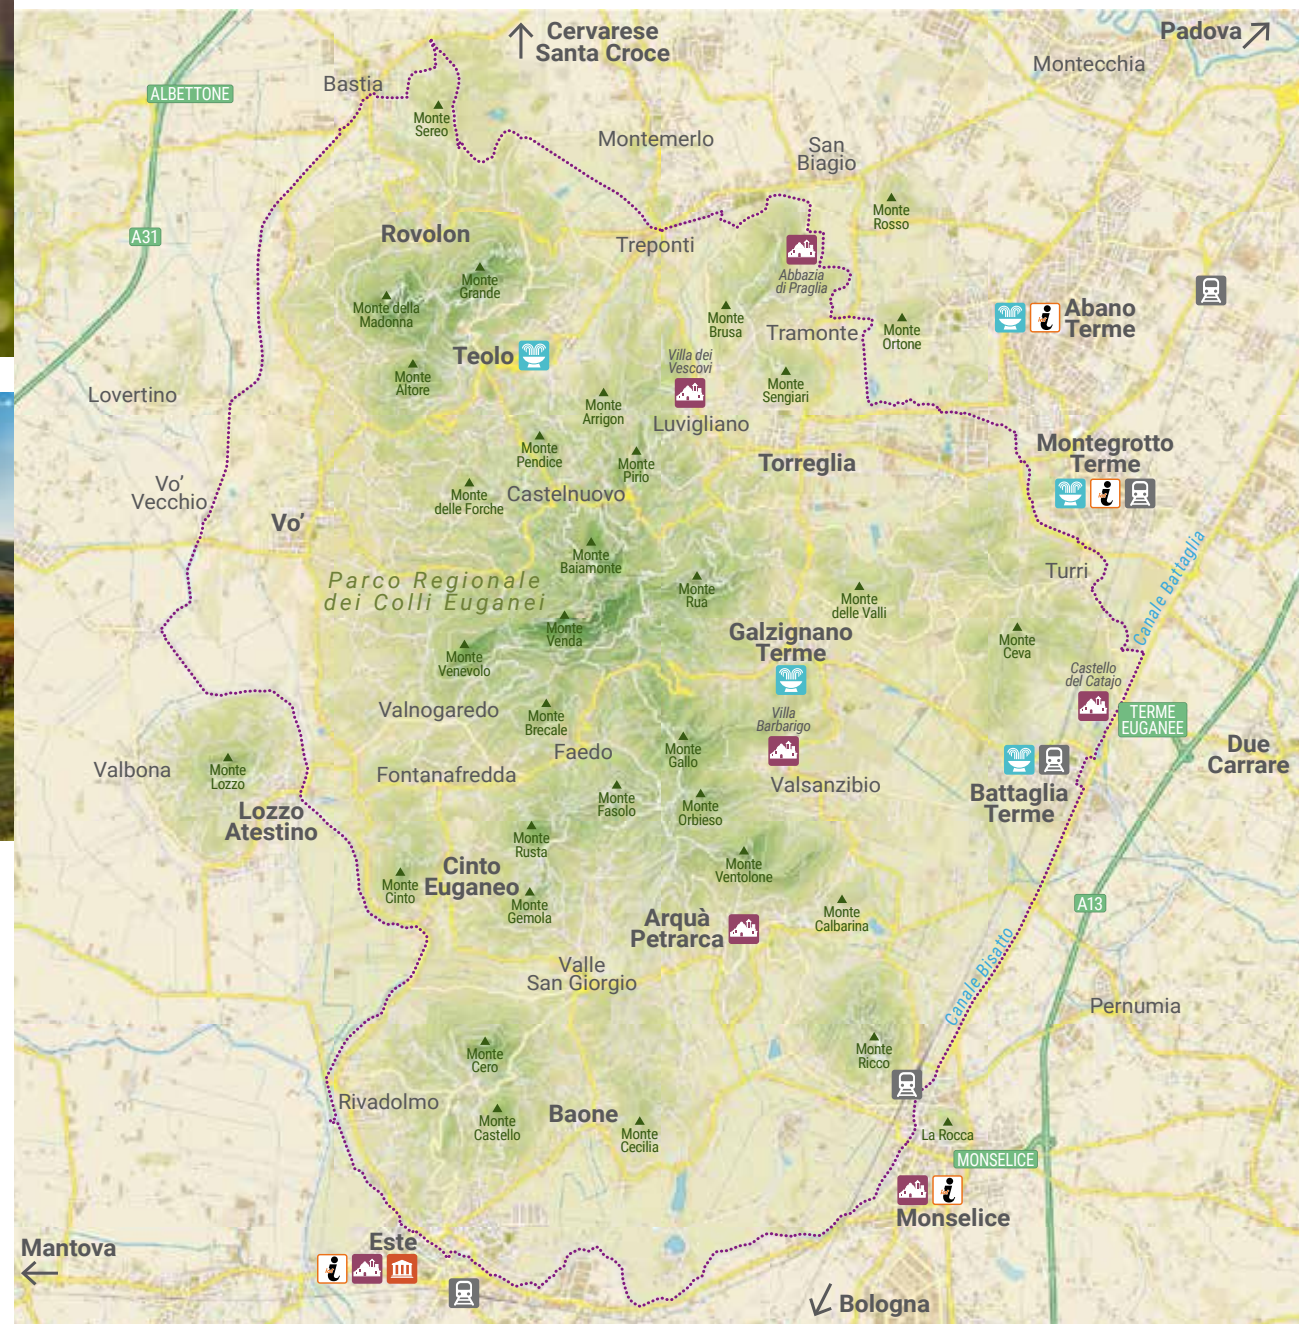 Cervarese
Santa Croce
Padova
Montecchia
Bastia
ALBETTONE
Monte
Sereo
Montemerlo
San
Biagio
Monte
Rosso
A31
Rovolon
Treponti
Abbazia
di Praglia
Monte
Grande
Monte della
Madonna
Monte
Brusa
Tramonte
Monte
Ortone
Abano
Terme
Teolo
Villa dei
Vescovi
Monte
Altore
Monte
Sengiari
Lovertino
Monte
Arrigon
Luvigliano
Monte
Pendice
Monte
Pirio
Torreglia
Montegrotto
Terme
Vo'
Vecchio
Monte
delle Forche
Castelnuovo
Vo'
Monte
Baiamonte
Canale Battaglia
Turri
Parco Regionale
dei Colli Euganei
Monte
Rua
Monte
delle Valli
Monte
Venda
Galzignano
Terme
Monte
Ceva
Monte
Venevolo
Castello
del Catajo
Valnogaredo
Monte
Brecale
Villa
Barbarigo
TERME
EUGANEE
Faedo
Monte
Gallo
Due
Carrare
Valbona
Monte
Lozzo
Fontanafredda
Valsanzibio
Battaglia
Terme
Monte
Fasolo
Monte
Orbieso
Lozzo
Atestino
Monte
Rusta
Cinto
Euganeo
Monte
Ventolone
Monte
Cinto
Monte
Gemola
A13
Arquà
Petrarca
Monte
Calbarina
Canale Bisatto
Valle
San Giorgio
Pernumia
Monte
Cero
Monte
Ricco
Rivadolmo
Monte
Castello
Baone
Monte
Cecilia
La Rocca
MONSELICE
Monselice
Este
Mantova
Bologna